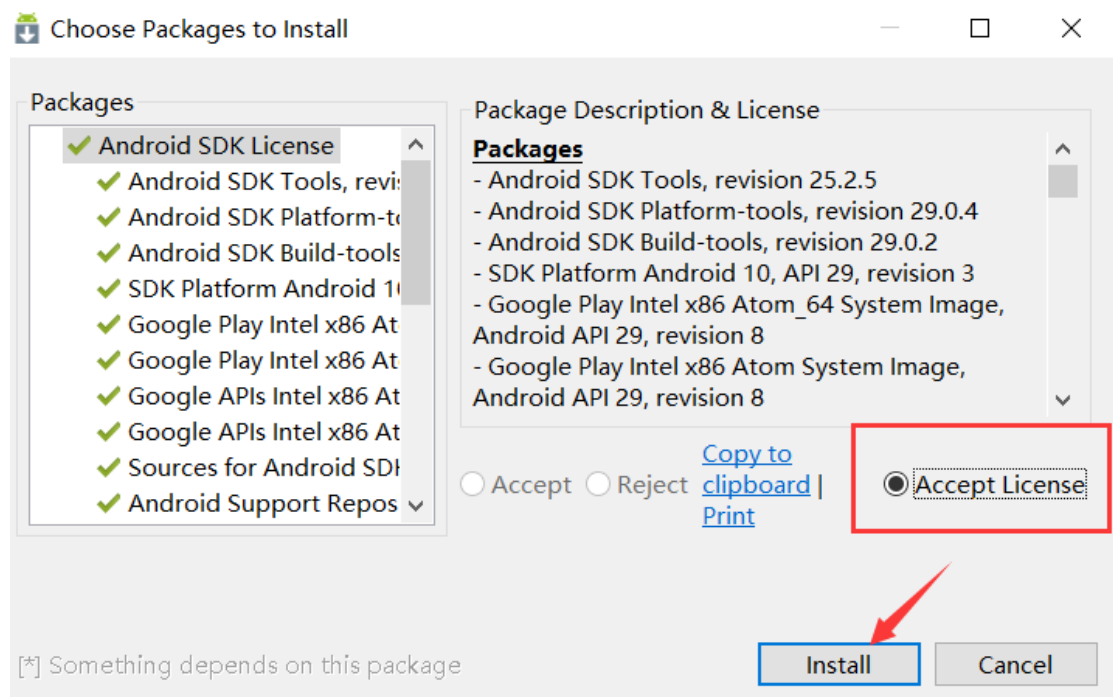 Choose Packages to Install
Packages
Android SDK License
Android SDK Tools, revi
Android SDK Platform-to
Android SDK Build-tools
SDK Platform Android 1
Google Play Intel x86 At
Google Play Intel x86 At
Google APIs Intel x86 At
Google APIs Intel x86 At
Sources for Android SD
Android Support Repos
Package Description & License
Packages
- Android SDK Tools, revision 25.2.5
- Android SDK Platform-tools, revision 29.0.4
- Android SDK Build-tools, revision 29.0.2
- SDK Platform Android 10, API 29, revision 3
- Google Play Intel x86 Atom_64 System Image,
Android API 29, revision 8
- Google Play Intel x86 Atom System Image,
Android API 29, revision 8
Accept Reject Copy to
clipboard |
Print
Accept License
[*] Something depends on this package
Install Cancel